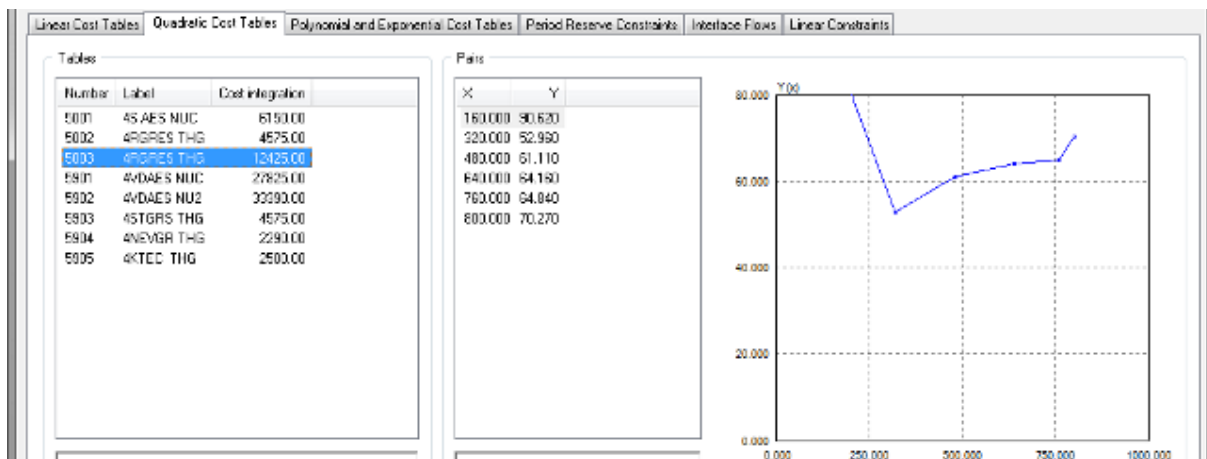 Linear Cost Tables Quadratic Cost Tables Polynomial and Exponential Cost Tables Period Reserve Constraints Interface Flows Linear Constraints
Tables
Number Label Cost integration
5001 4SLAES NUC 6150.00
5002 4RGRES THG 4575.00
5003 4RGRES THG 12425.00
5901 4VDAES NUC 27825.00
5902 4VDAES NU2 33390.00
5903 4STGRS THG 4575.00
5904 4NEVGR THG 2290.00
5905 THG 2500.00
Pairs
X Y
160.000 90.620
320.000 52.960
480.000 61.110
640.000 64.160
760.000 64.840
800.000 70.270
Y(x)
80.000
60.000
40.000
20.000
0.000
0.000 250.000 500.000 750.000 1000.000